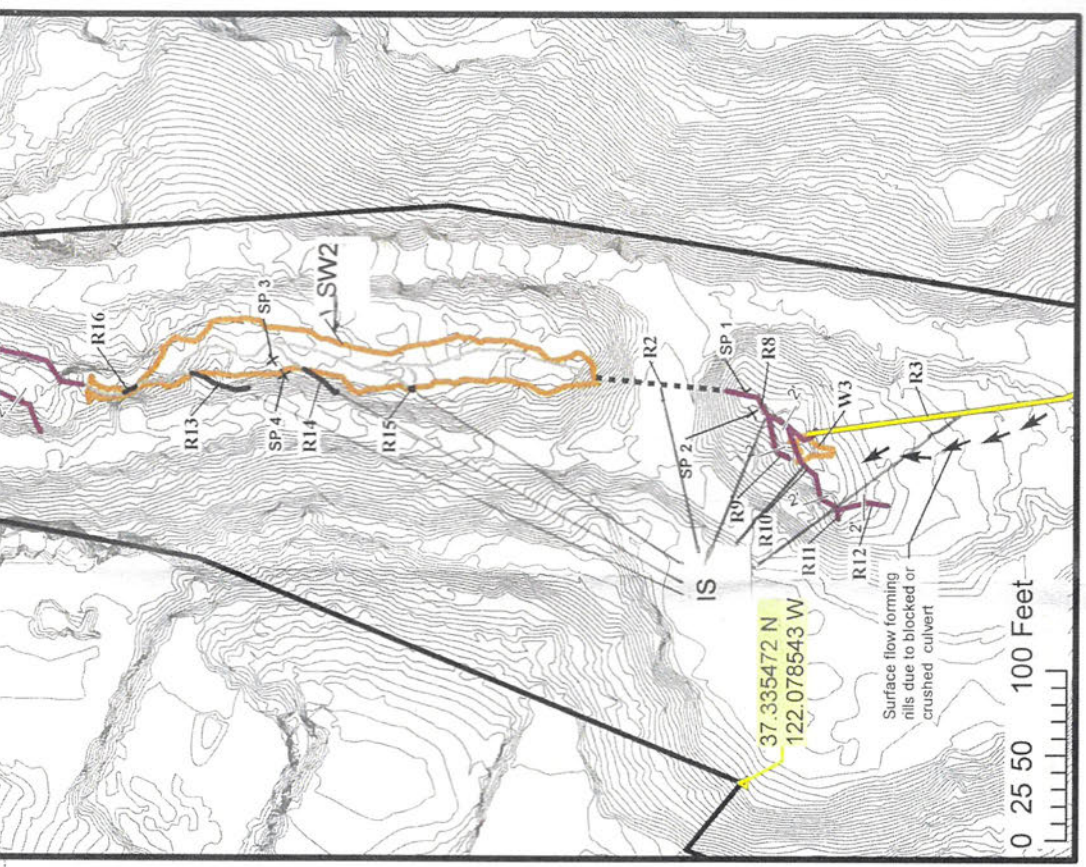 R16
SP 3
SW2
R13
SP 4
R14
R15
R2
SP 1
R8
2'
SP 2
W3
R3
R9
2'
R10
IS
R11
2'
R12
Surface flow forming
rills due to blocked or
crushed culvert
37.335472 N
122.078543 W
0 25 50 100 Feet